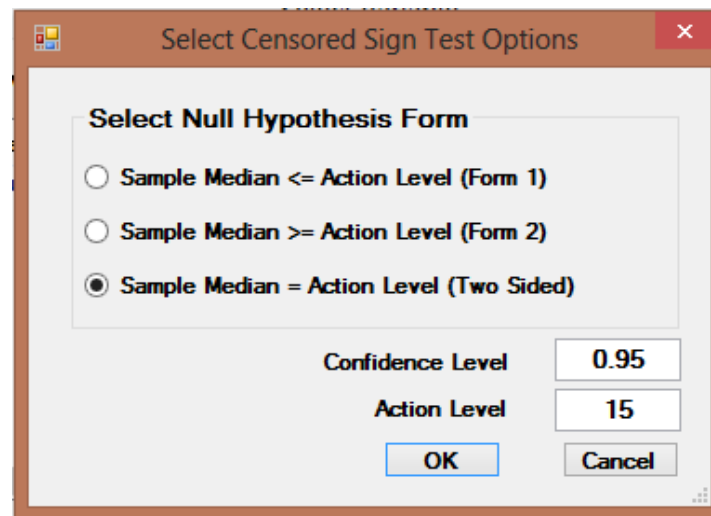 Select Censored Sign Test Options
Select Null Hypothesis Form
Sample Median <= Action Level (Form 1)
Sample Median >= Action Level (Form 2)
Sample Median = Action Level (Two Sided)
Confidence Level 0.95
Action Level 15
OK Cancel